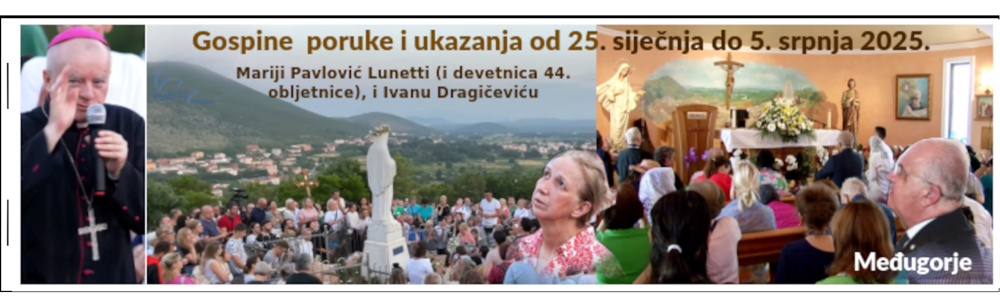 Gospine poruke i ukazanja od 25. siječnja do 5. srpnja 2025.
Mariji Pavlović Lunetti (i devetnica 44.
obljetnice), i Ivanu Dragičeviću
Međugorje